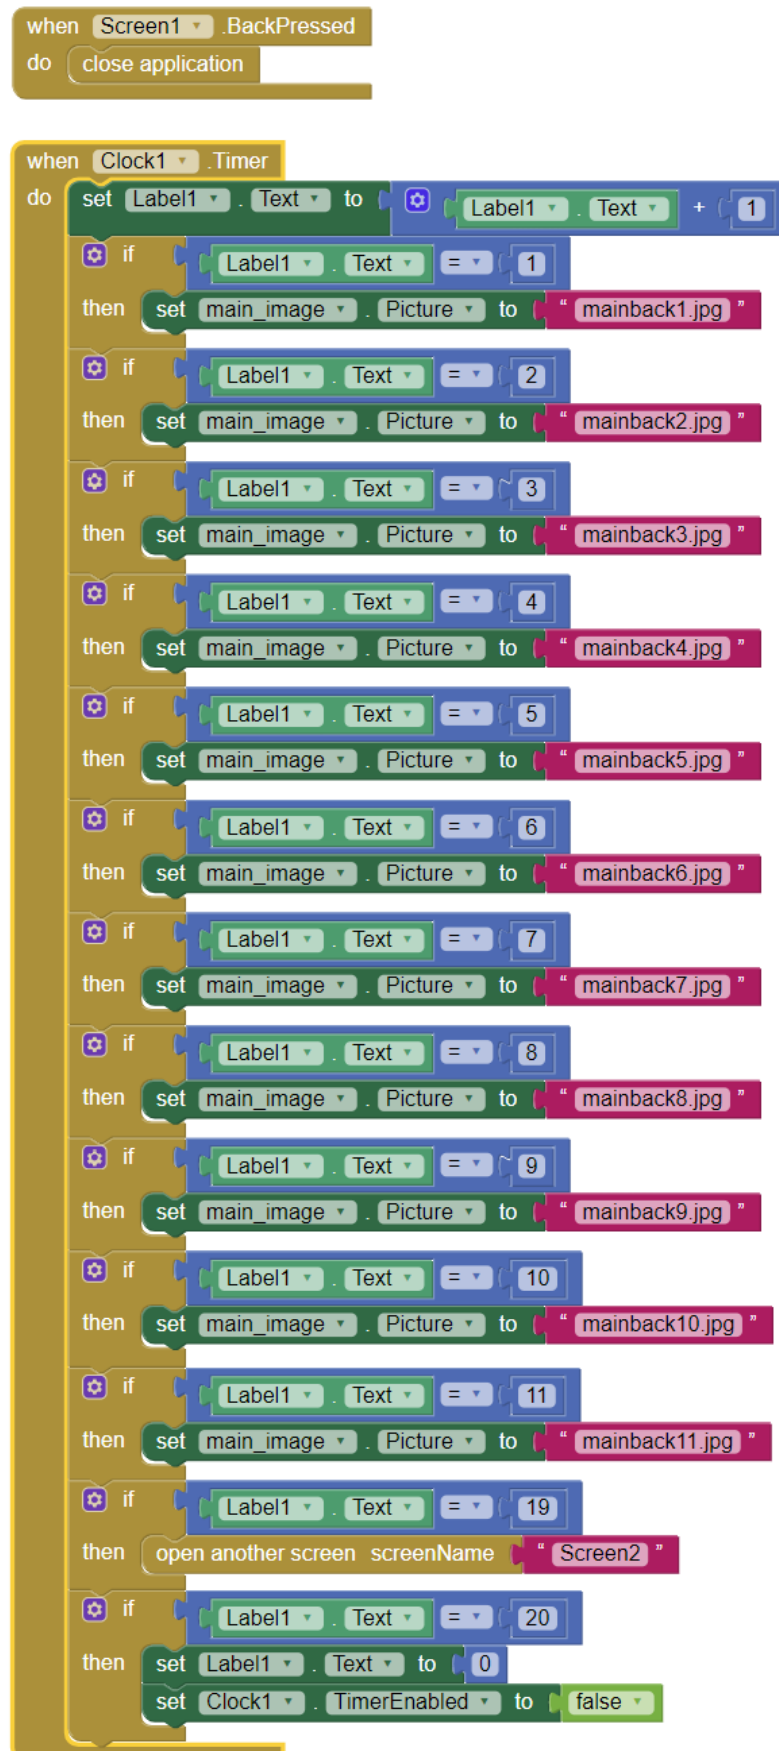 when Screen1 .BackPressed
do close application
when Clock1 .Timer
do set Label1 . Text to Label1 . Text + 1
if Label1 . Text = 1
then set main_image . Picture to “ mainback1.jpg ”
if Label1 . Text = 2
then set main_image . Picture to “ mainback2.jpg ”
if Label1 . Text = 3
then set main_image . Picture to “ mainback3.jpg ”
if Label1 . Text = 4
then set main_image . Picture to “ mainback4.jpg ”
if Label1 . Text = 5
then set main_image . Picture to “ mainback5.jpg ”
if Label1 . Text = 6
then set main_image . Picture to “ mainback6.jpg ”
if Label1 . Text = 7
then set main_image . Picture to “ mainback7.jpg ”
if Label1 . Text = 8
then set main_image . Picture to “ mainback8.jpg ”
if Label1 . Text = 9
then set main_image . Picture to “ mainback9.jpg ”
if Label1 . Text = 10
then set main_image . Picture to “ mainback10.jpg ”
if Label1 . Text = 11
then set main_image . Picture to “ mainback11.jpg ”
if Label1 . Text = 19
then open another screen screenName “ Screen2 ”
if Label1 . Text = 20
then set Label1 . Text to 0
set Clock1 . TimerEnabled to false